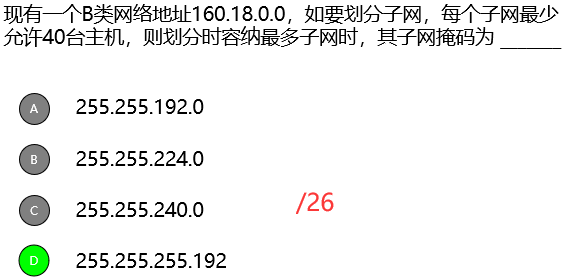 现有一个B类网络地址160.18.0.0，如要划分子网，每个子网最少
允许40台主机，则划分时容纳最多子网时，其子网掩码为 ______
A 255.255.192.0
B 255.255.224.0
C 255.255.240.0
/26
D 255.255.255.192